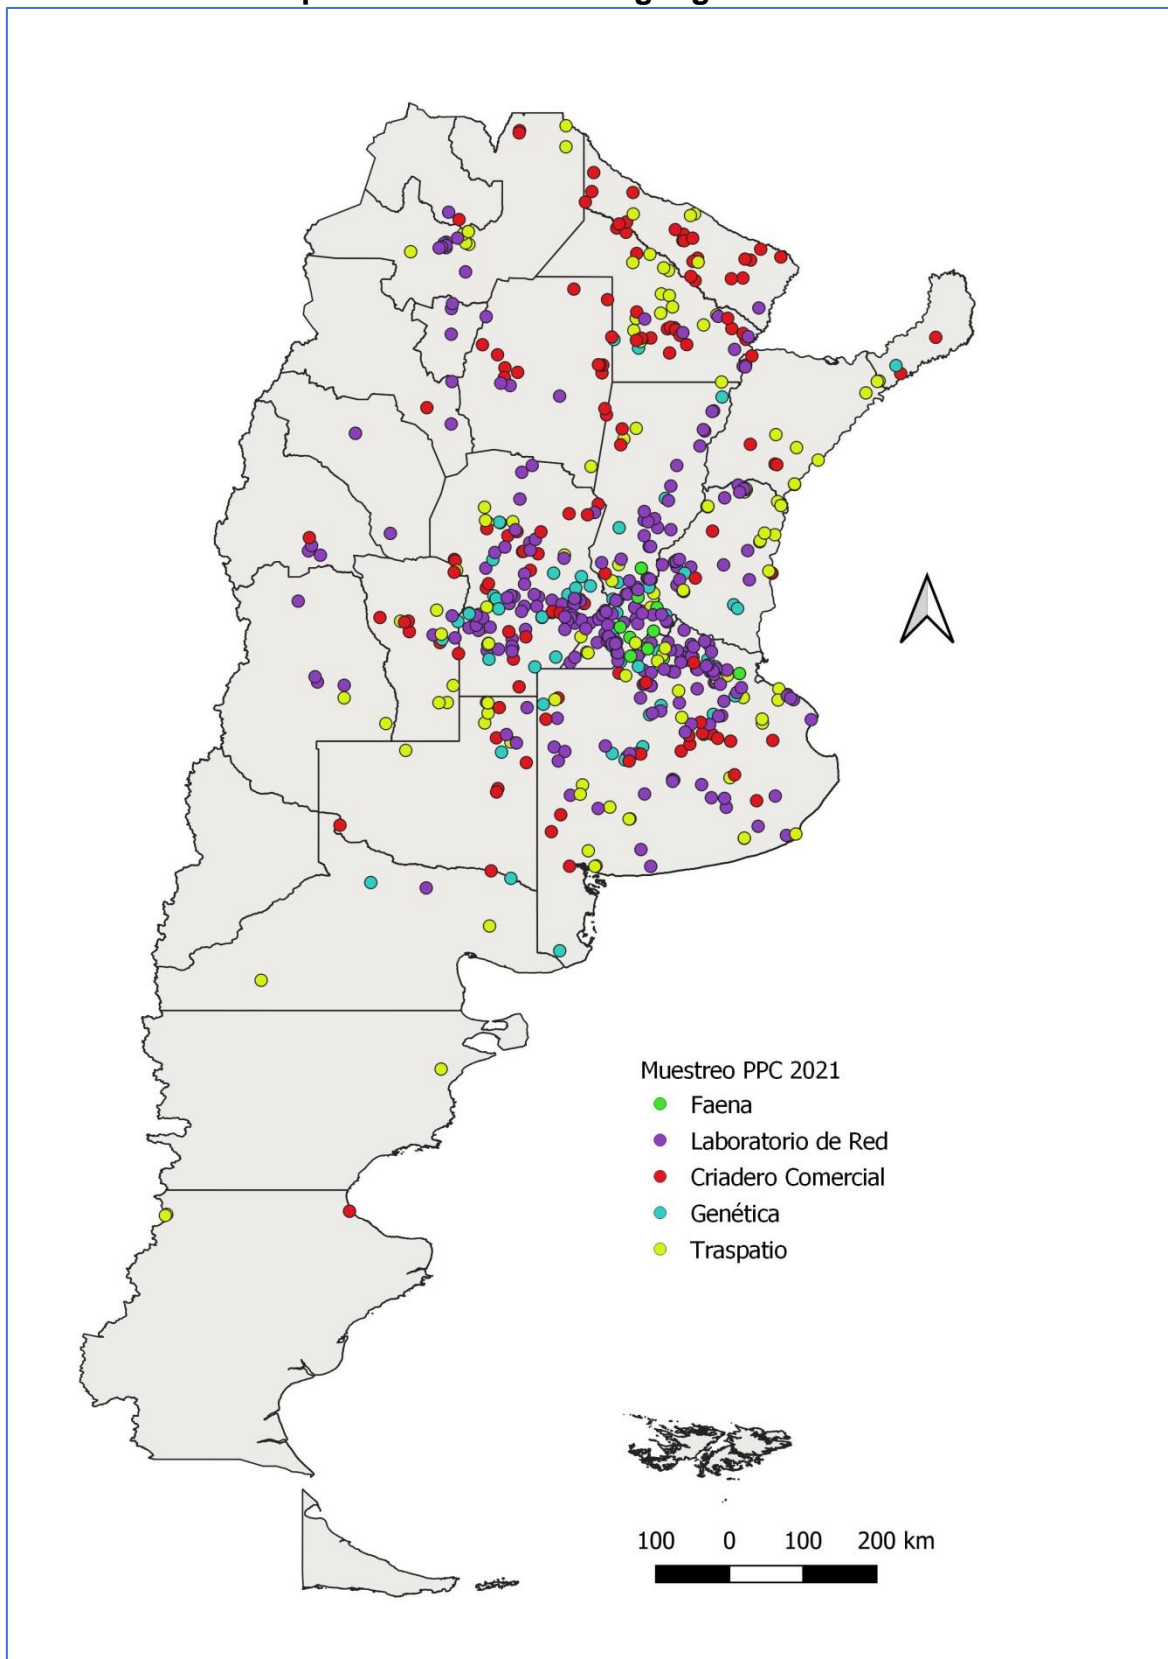 Muestreo PPC 2021
Faena
Laboratorio de Red
Criadero Comercial
Genética
Traspatio
100 0 100 200 km